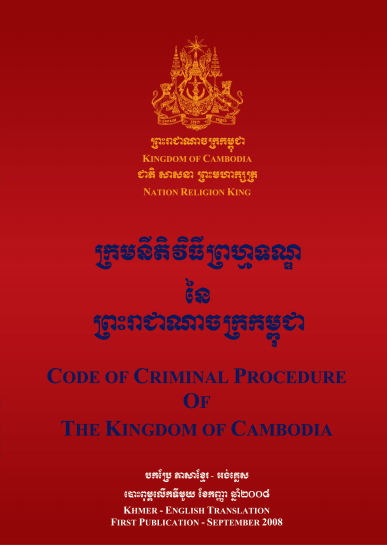 ព្រះរាជាណាចក្រកម្ពុជា
KINGDOM OF CAMBODIA
ជាតិ សាសនា ព្រះមហាក្សត្រ
NATION RELIGION KING
ក្រមនីតិវិធីព្រហ្មទណ្ឌ
នៃ
ព្រះរាជាណាចក្រកម្ពុជា
CODE OF CRIMINAL PROCEDURE
OF
THE KINGDOM OF CAMBODIA
បកប្រែ ភាសាខ្មែរ - អង់គ្លេស
បោះពុម្ពលើកទីមួយ ខែកញ្ញា ឆ្នាំ២០០៨
KHMER - ENGLISH TRANSLATION
FIRST PUBLICATION - SEPTEMBER 2008